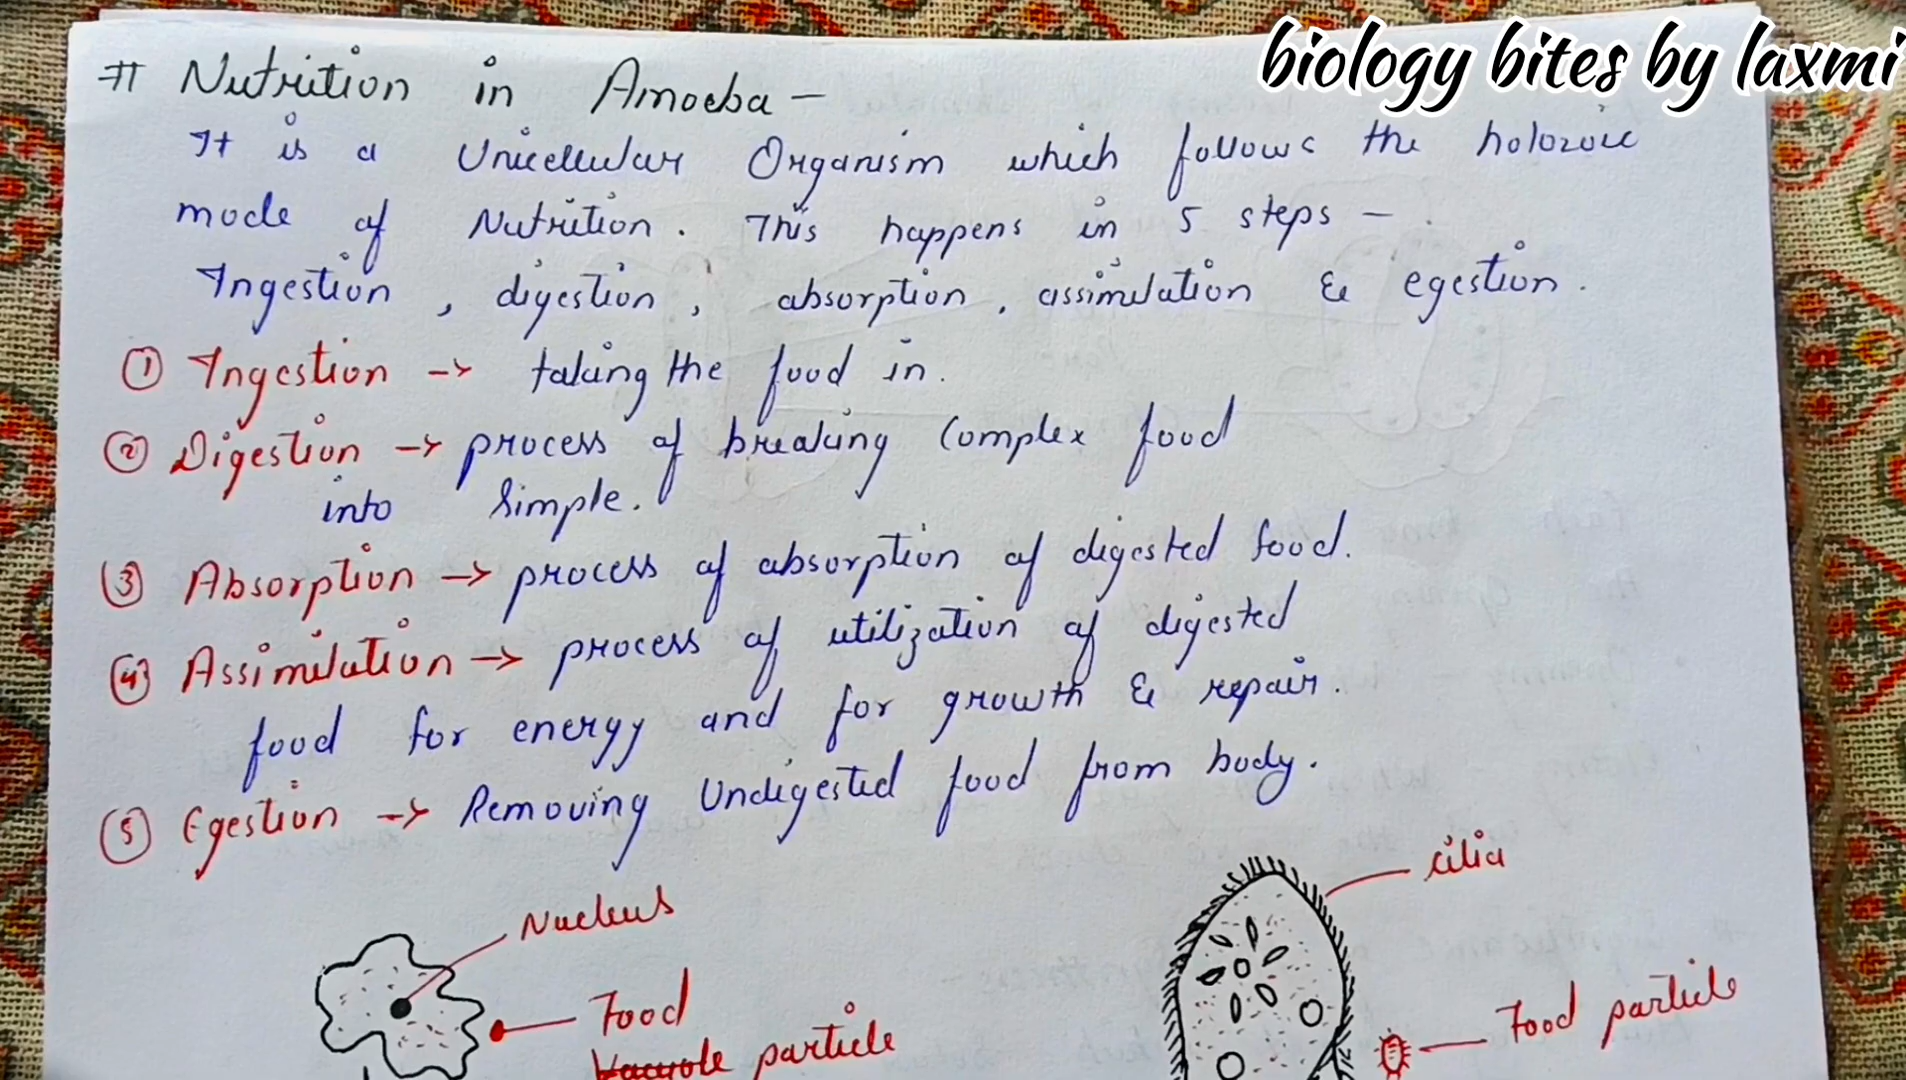 biology bites by laxmi
# Nutrition in Amoeba -
It is a Unicellular Organism which follows the holozoic
mode of Nutrition. This happens in 5 steps -
Ingestion, digestion, absorption, assimilation & egestion.
① Ingestion -> taking the food in.
② Digestion -> process of breaking Complex food
into simple.
③ Absorption -> process of absorption of digested food.
④ Assimilation -> process of utilization of digested
food for energy and for growth & repair.
⑤ Egestion -> Removing Undigested food from body.
cilia
Nucleus
Food
Vacuole particle
Food particle